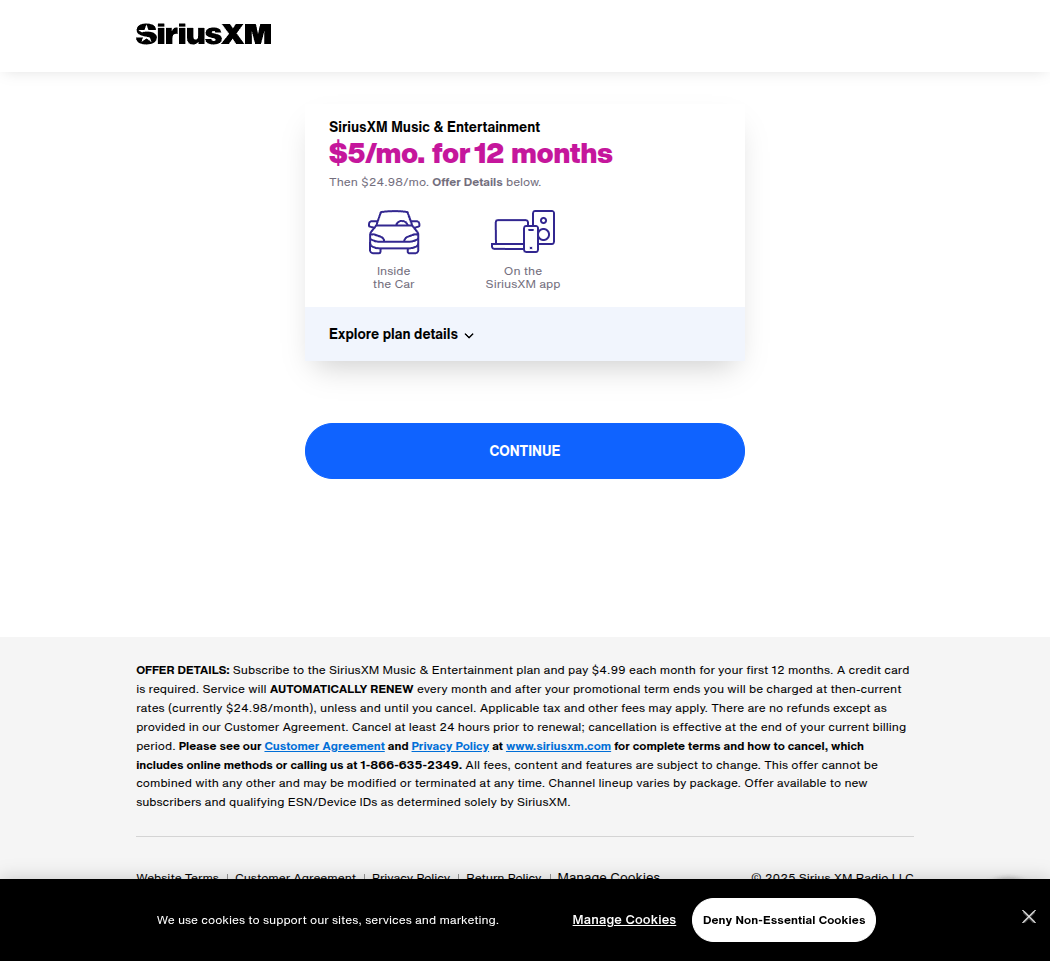 SiriusXM
SiriusXM Music & Entertainment
$5/mo. for 12 months
Then $24.98/mo. Offer Details below.
Inside
the Car
On the
SiriusXM app
Explore plan details
CONTINUE
OFFER DETAILS: Subscribe to the SiriusXM Music & Entertainment plan and pay $4.99 each month for your first 12 months. A credit card
is required. Service will AUTOMATICALLY RENEW every month and after your promotional term ends you will be charged at then-current
rates (currently $24.98/month), unless and until you cancel. Applicable tax and other fees may apply. There are no refunds except as
provided in our Customer Agreement. Cancel at least 24 hours prior to renewal; cancellation is effective at the end of your current billing
period. Please see our Customer Agreement and Privacy Policy at www.siriusxm.com for complete terms and how to cancel, which
includes online methods or calling us at 1-866-635-2349. All fees, content and features are subject to change. This offer cannot be
combined with any other and may be modified or terminated at any time. Channel lineup varies by package. Offer available to new
subscribers and qualifying ESN/Device IDs as determined solely by SiriusXM.
Website Terms | Customer Agreement | Privacy Policy | Return Policy | Manage Cookies © 2025 Sirius XM Radio LLC
We use cookies to support our sites, services and marketing. Manage Cookies Deny Non-Essential Cookies